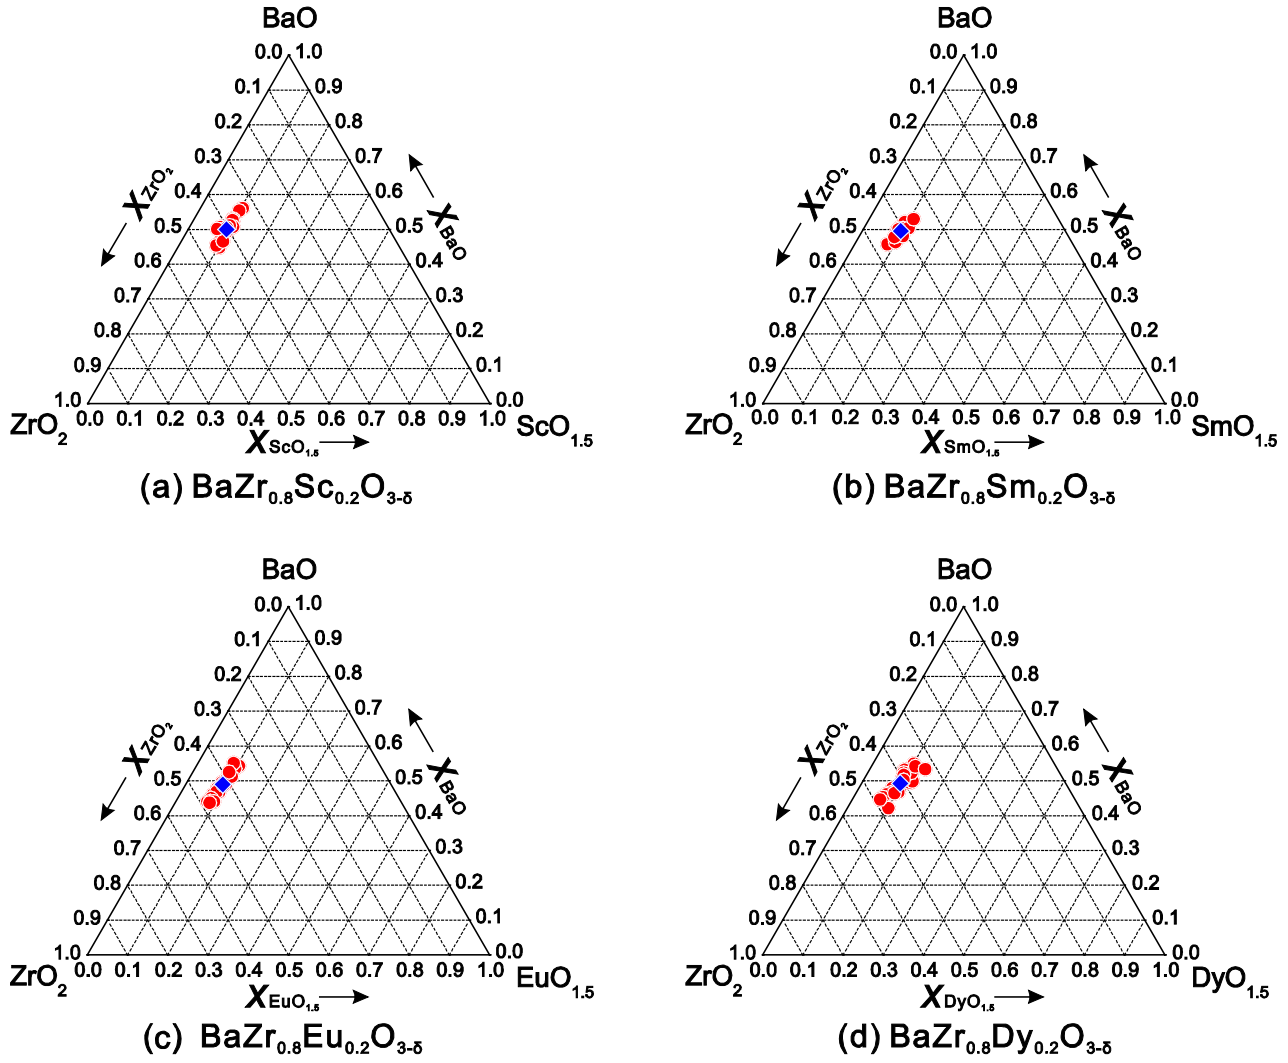 BaO
0.0 1.0
0.1 0.9
0.2 0.8
0.3 0.7
0.4 0.6
0.5 0.5
0.6 0.4
0.7 0.3
0.8 0.2
0.9 0.1
1.0 0.0
0.0 0.1 0.2 0.3 0.4 0.5 0.6 0.7 0.8 0.9 1.0
XZrO2
XBaO
ZrO2 ScO1.5
XScO1.5
(a) BaZr0.8Sc0.2O3-δ
BaO
0.0 1.0
0.1 0.9
0.2 0.8
0.3 0.7
0.4 0.6
0.5 0.5
0.6 0.4
0.7 0.3
0.8 0.2
0.9 0.1
1.0 0.0
0.0 0.1 0.2 0.3 0.4 0.5 0.6 0.7 0.8 0.9 1.0
XZrO2
XBaO
ZrO2 SmO1.5
XSmO1.5
(b) BaZr0.8Sm0.2O3-δ
BaO
0.0 1.0
0.1 0.9
0.2 0.8
0.3 0.7
0.4 0.6
0.5 0.5
0.6 0.4
0.7 0.3
0.8 0.2
0.9 0.1
1.0 0.0
0.0 0.1 0.2 0.3 0.4 0.5 0.6 0.7 0.8 0.9 1.0
XZrO2
XBaO
ZrO2 EuO1.5
XEuO1.5
(c) BaZr0.8Eu0.2O3-δ
BaO
0.0 1.0
0.1 0.9
0.2 0.8
0.3 0.7
0.4 0.6
0.5 0.5
0.6 0.4
0.7 0.3
0.8 0.2
0.9 0.1
1.0 0.0
0.0 0.1 0.2 0.3 0.4 0.5 0.6 0.7 0.8 0.9 1.0
XZrO2
XBaO
ZrO2 DyO1.5
XDyO1.5
(d) BaZr0.8Dy0.2O3-δ